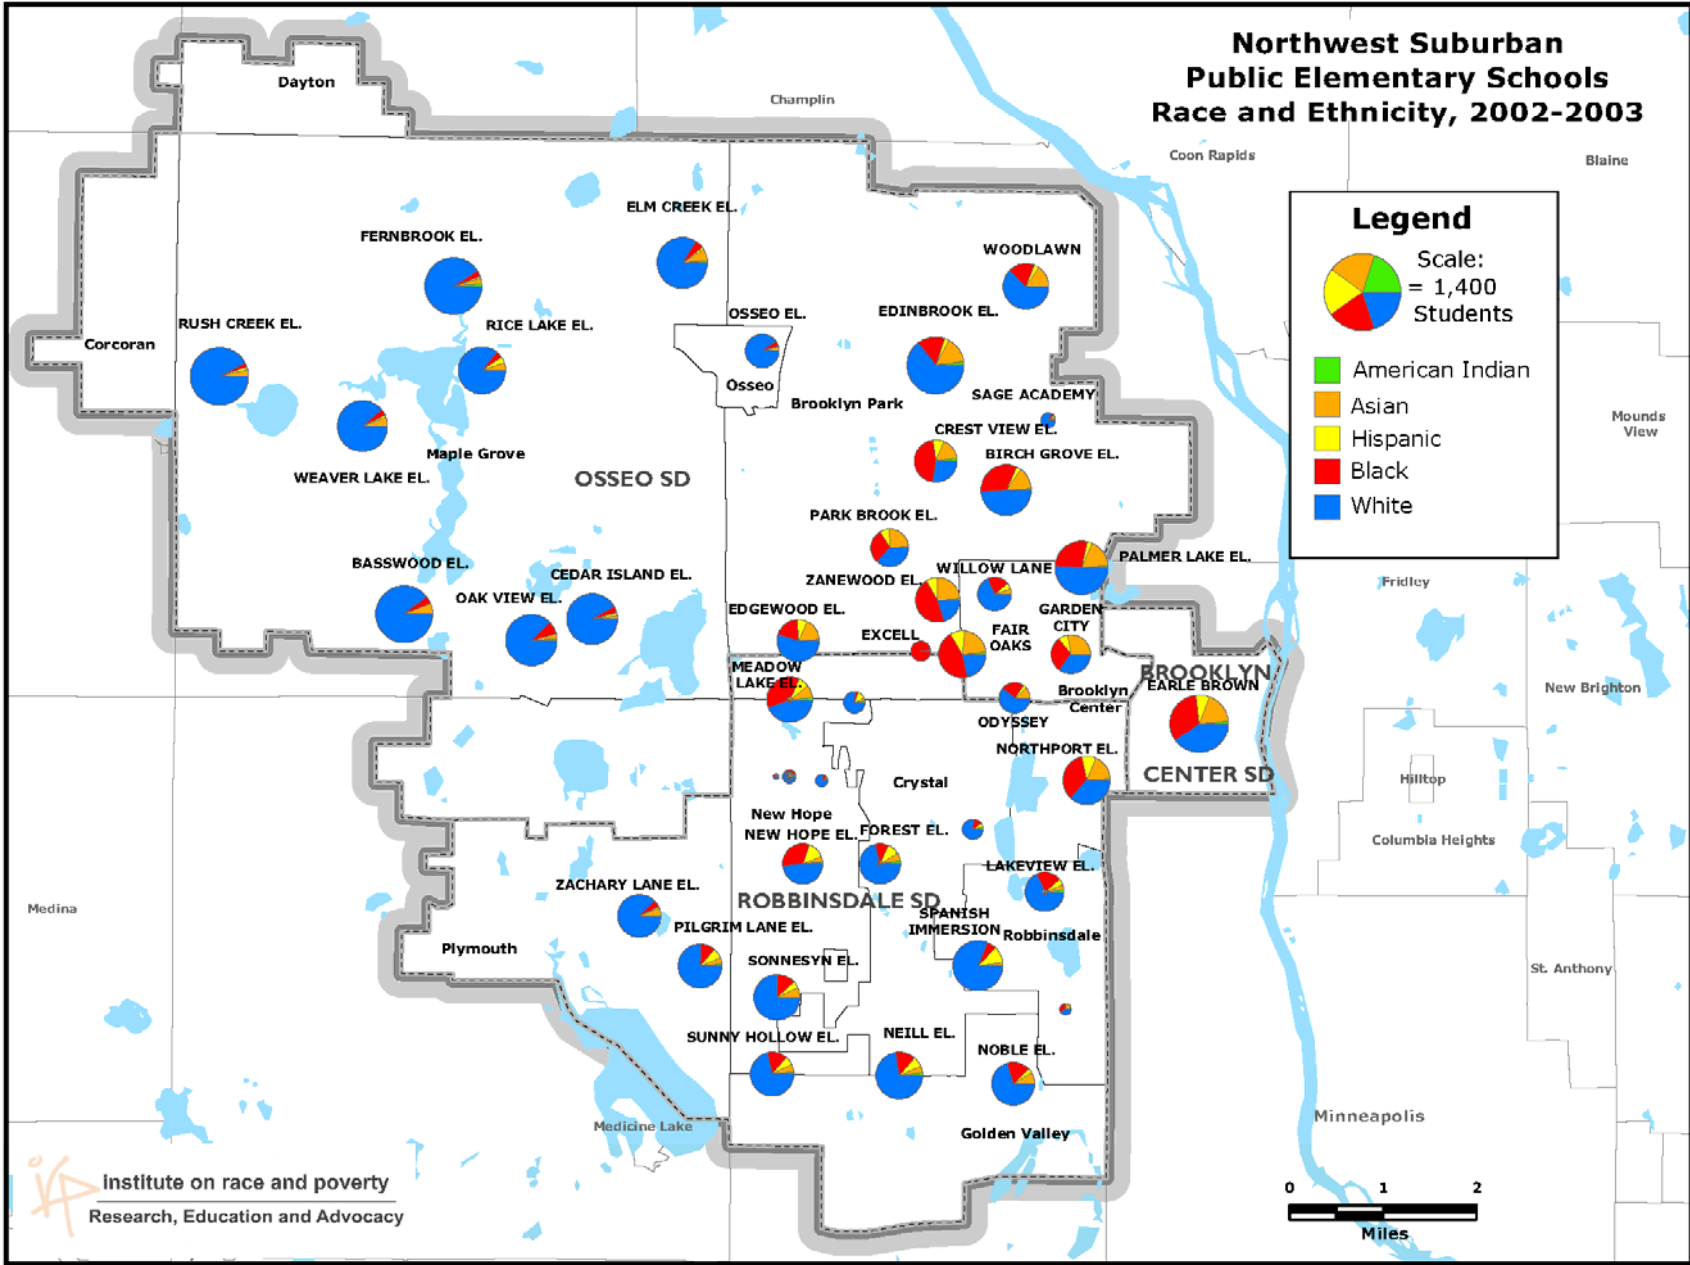 Northwest Suburban
Public Elementary Schools
Race and Ethnicity, 2002-2003
Dayton
Champlin
Coon Rapids
Blaine
Legend
Scale:
= 1,400
Students
American Indian
Asian
Hispanic
Black
White
ELM CREEK EL.
FERNBROOK EL.
WOODLAWN
RUSH CREEK EL.
RICE LAKE EL.
OSSEO EL.
EDINBROOK EL.
Corcoran
Osseo
Brooklyn Park
SAGE ACADEMY
Mounds
View
CREST VIEW EL.
Maple Grove
BIRCH GROVE EL.
WEAVER LAKE EL.
OSSEO SD
PARK BROOK EL.
BASSWOOD EL.
CEDAR ISLAND EL.
WILLOW LANE
PALMER LAKE EL.
ZANEWOOD EL.
Fridley
OAK VIEW EL.
EDGEWOOD EL.
GARDEN
CITY
EXCELL
FAIR
OAKS
MEADOW
LAKE EL.
BROOKLYN
EARLE BROWN
New Brighton
Brooklyn
Center
ODYSSEY
NORTHPORT EL.
CENTER SD
Crystal
Hilltop
New Hope
NEW HOPE EL.
FOREST EL.
Columbia Heights
LAKEVIEW EL.
ZACHARY LANE EL.
ROBBINSDALE SD
Medina
SPANISH
IMMERSION
PILGRIM LANE EL.
Robbinsdale
Plymouth
SONNESYN EL.
St. Anthony
SUNNY HOLLOW EL.
NEILL EL.
NOBLE EL.
Minneapolis
Medicine Lake
Golden Valley
irp
Institute on race and poverty
Research, Education and Advocacy
0 1 2
Miles